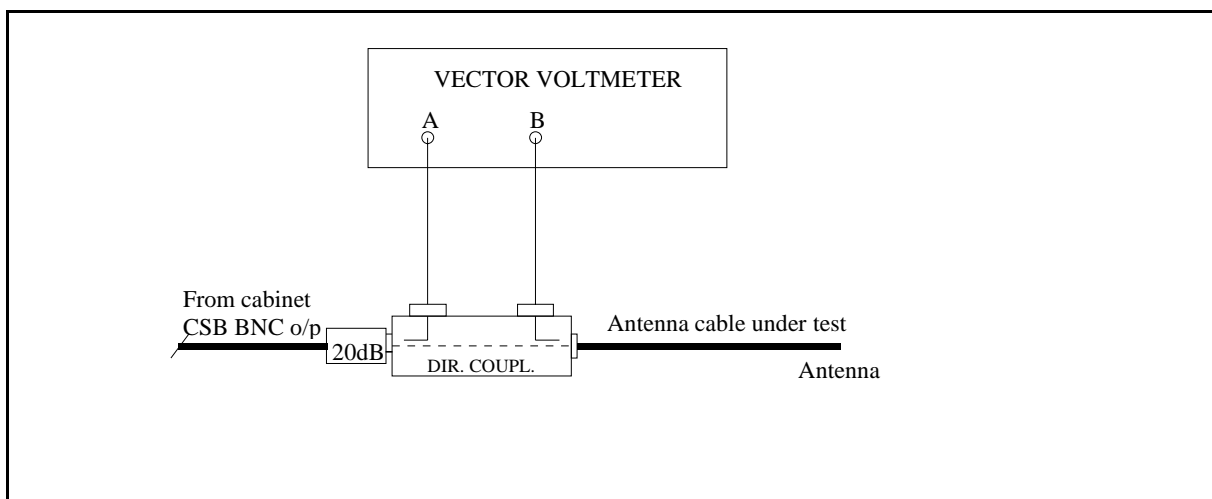 VECTOR VOLTMETER
A B
From cabinet
CSB BNC o/p
20dB
DIR. COUPL.
Antenna cable under test
Antenna